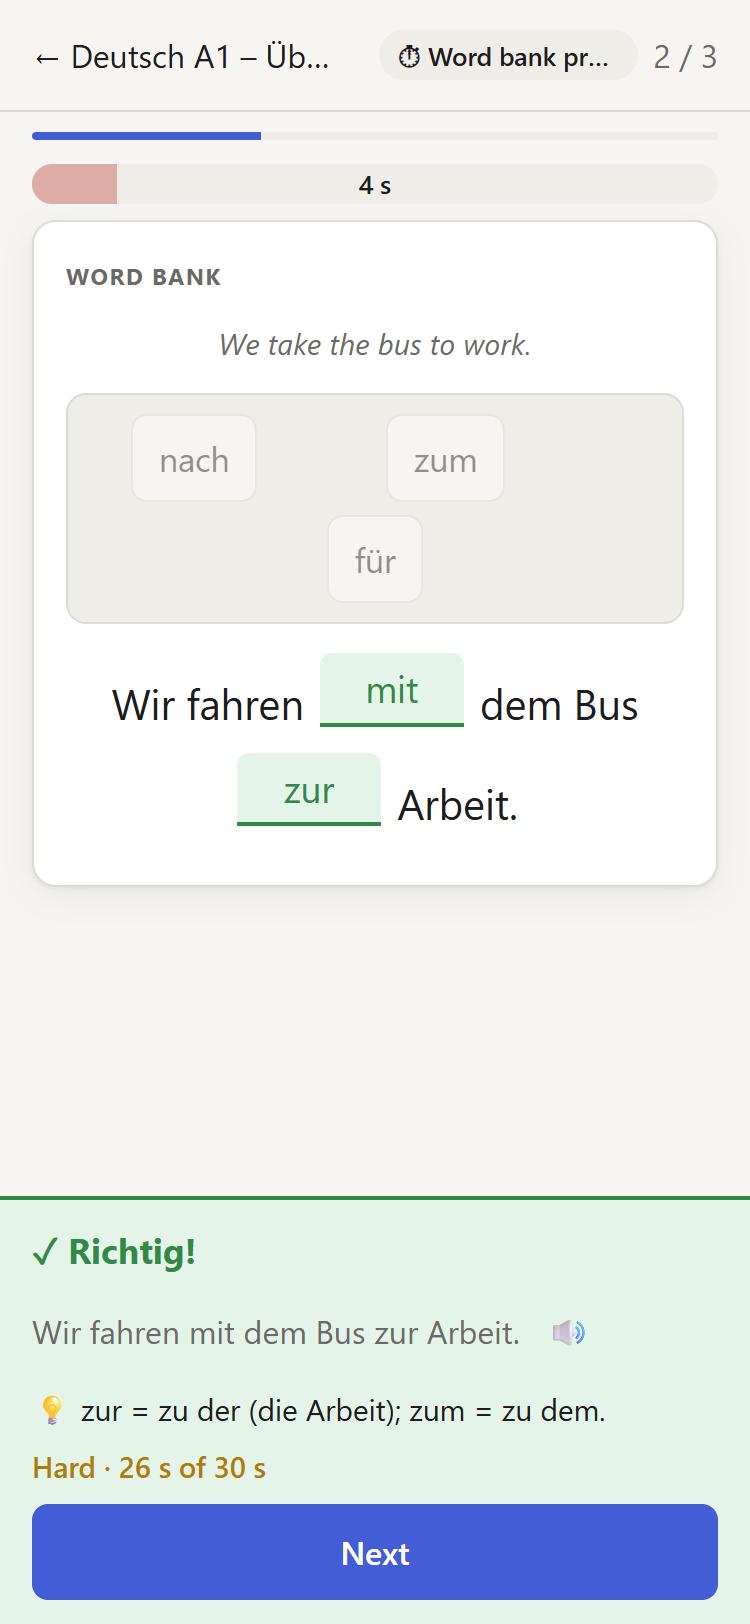 ← Deutsch A1 – Üb... ⏱ Word bank pr... 2 / 3
4 s
WORD BANK
We take the bus to work.
nach zum
für
Wir fahren mit dem Bus
zur Arbeit.
✓ Richtig!
Wir fahren mit dem Bus zur Arbeit. 🔊
💡 zur = zu der (die Arbeit); zum = zu dem.
Hard · 26 s of 30 s
Next